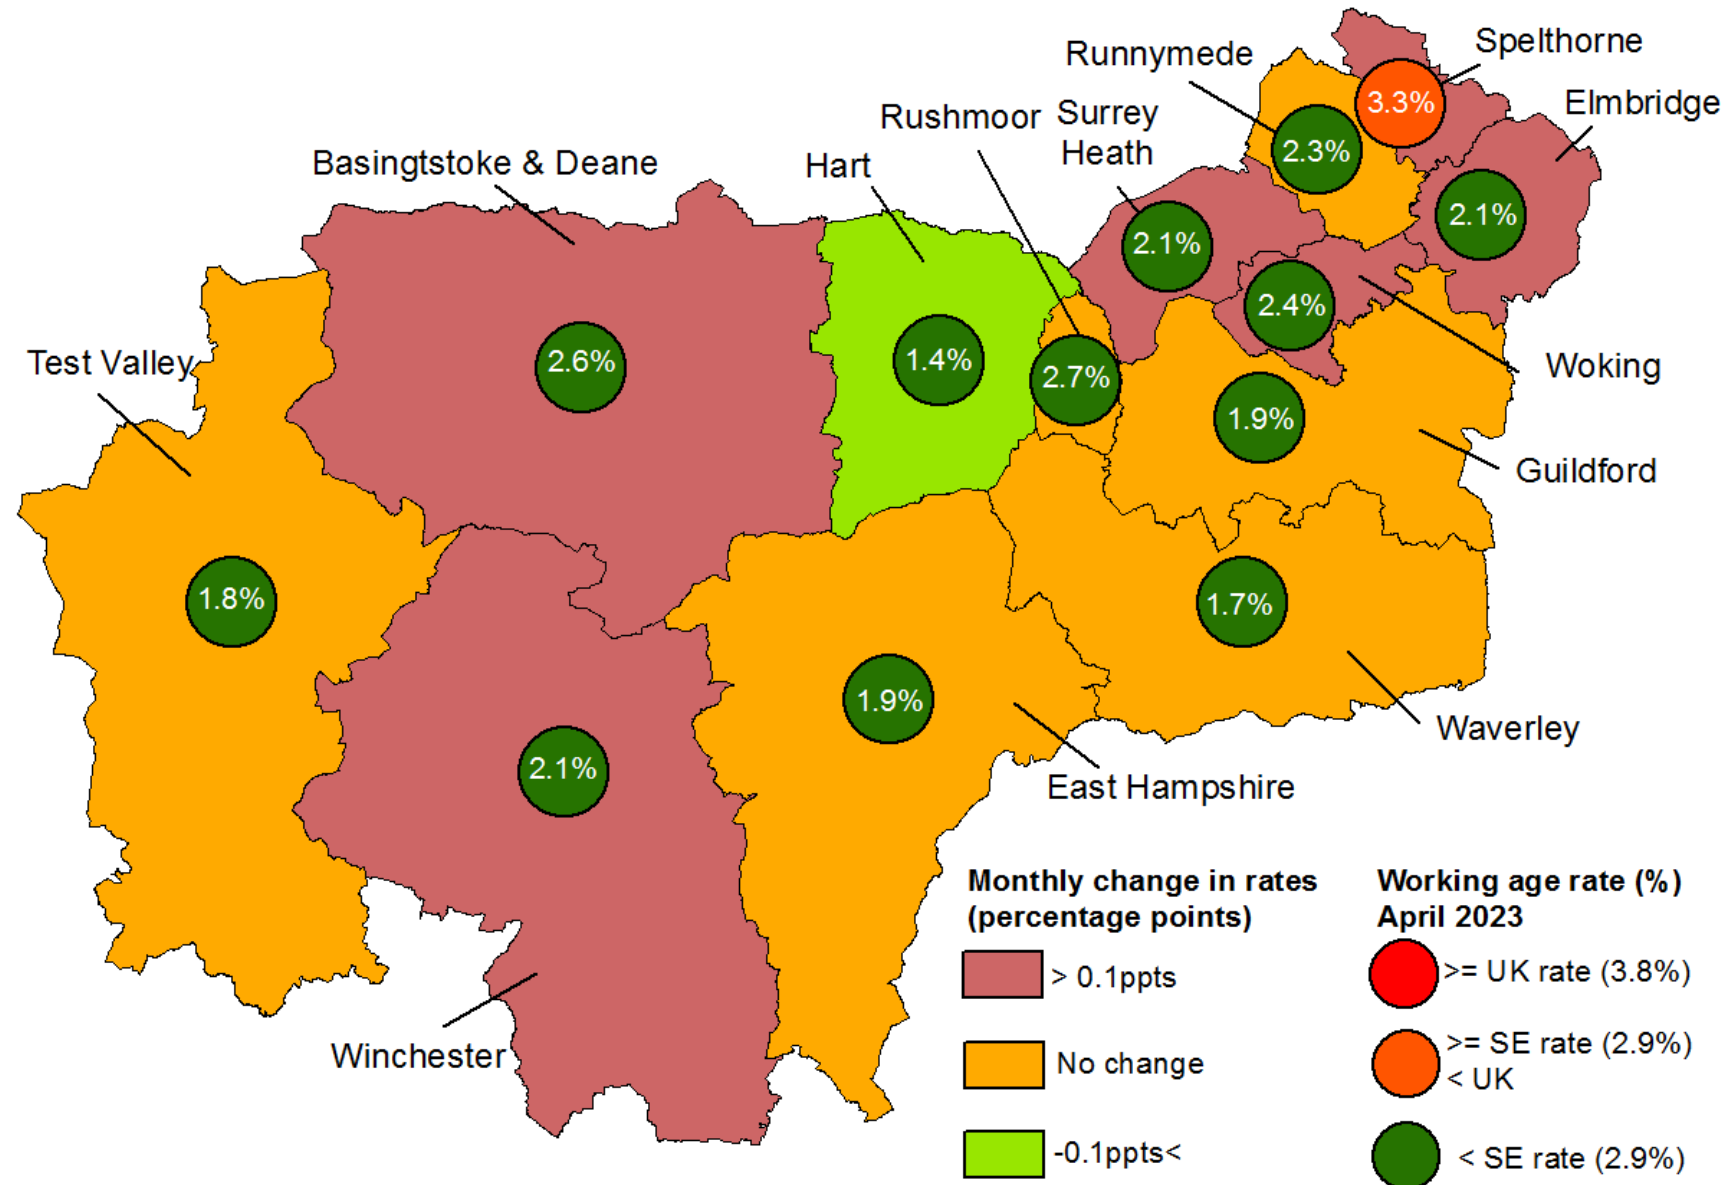 Runnymede
Spelthorne
Rushmoor
Surrey
Heath
Elmbridge
Basingtstoke & Deane
Hart
3.3%
2.3%
2.1%
2.1%
2.4%
Test Valley
2.6%
1.4%
2.7%
Woking
1.9%
Guildford
1.8%
1.7%
1.9%
Waverley
2.1%
East Hampshire
Winchester
Monthly change in rates
(percentage points)
> 0.1ppts
No change
-0.1ppts<
Working age rate (%)
April 2023
>= UK rate (3.8%)
>= SE rate (2.9%)
< UK
< SE rate (2.9%)